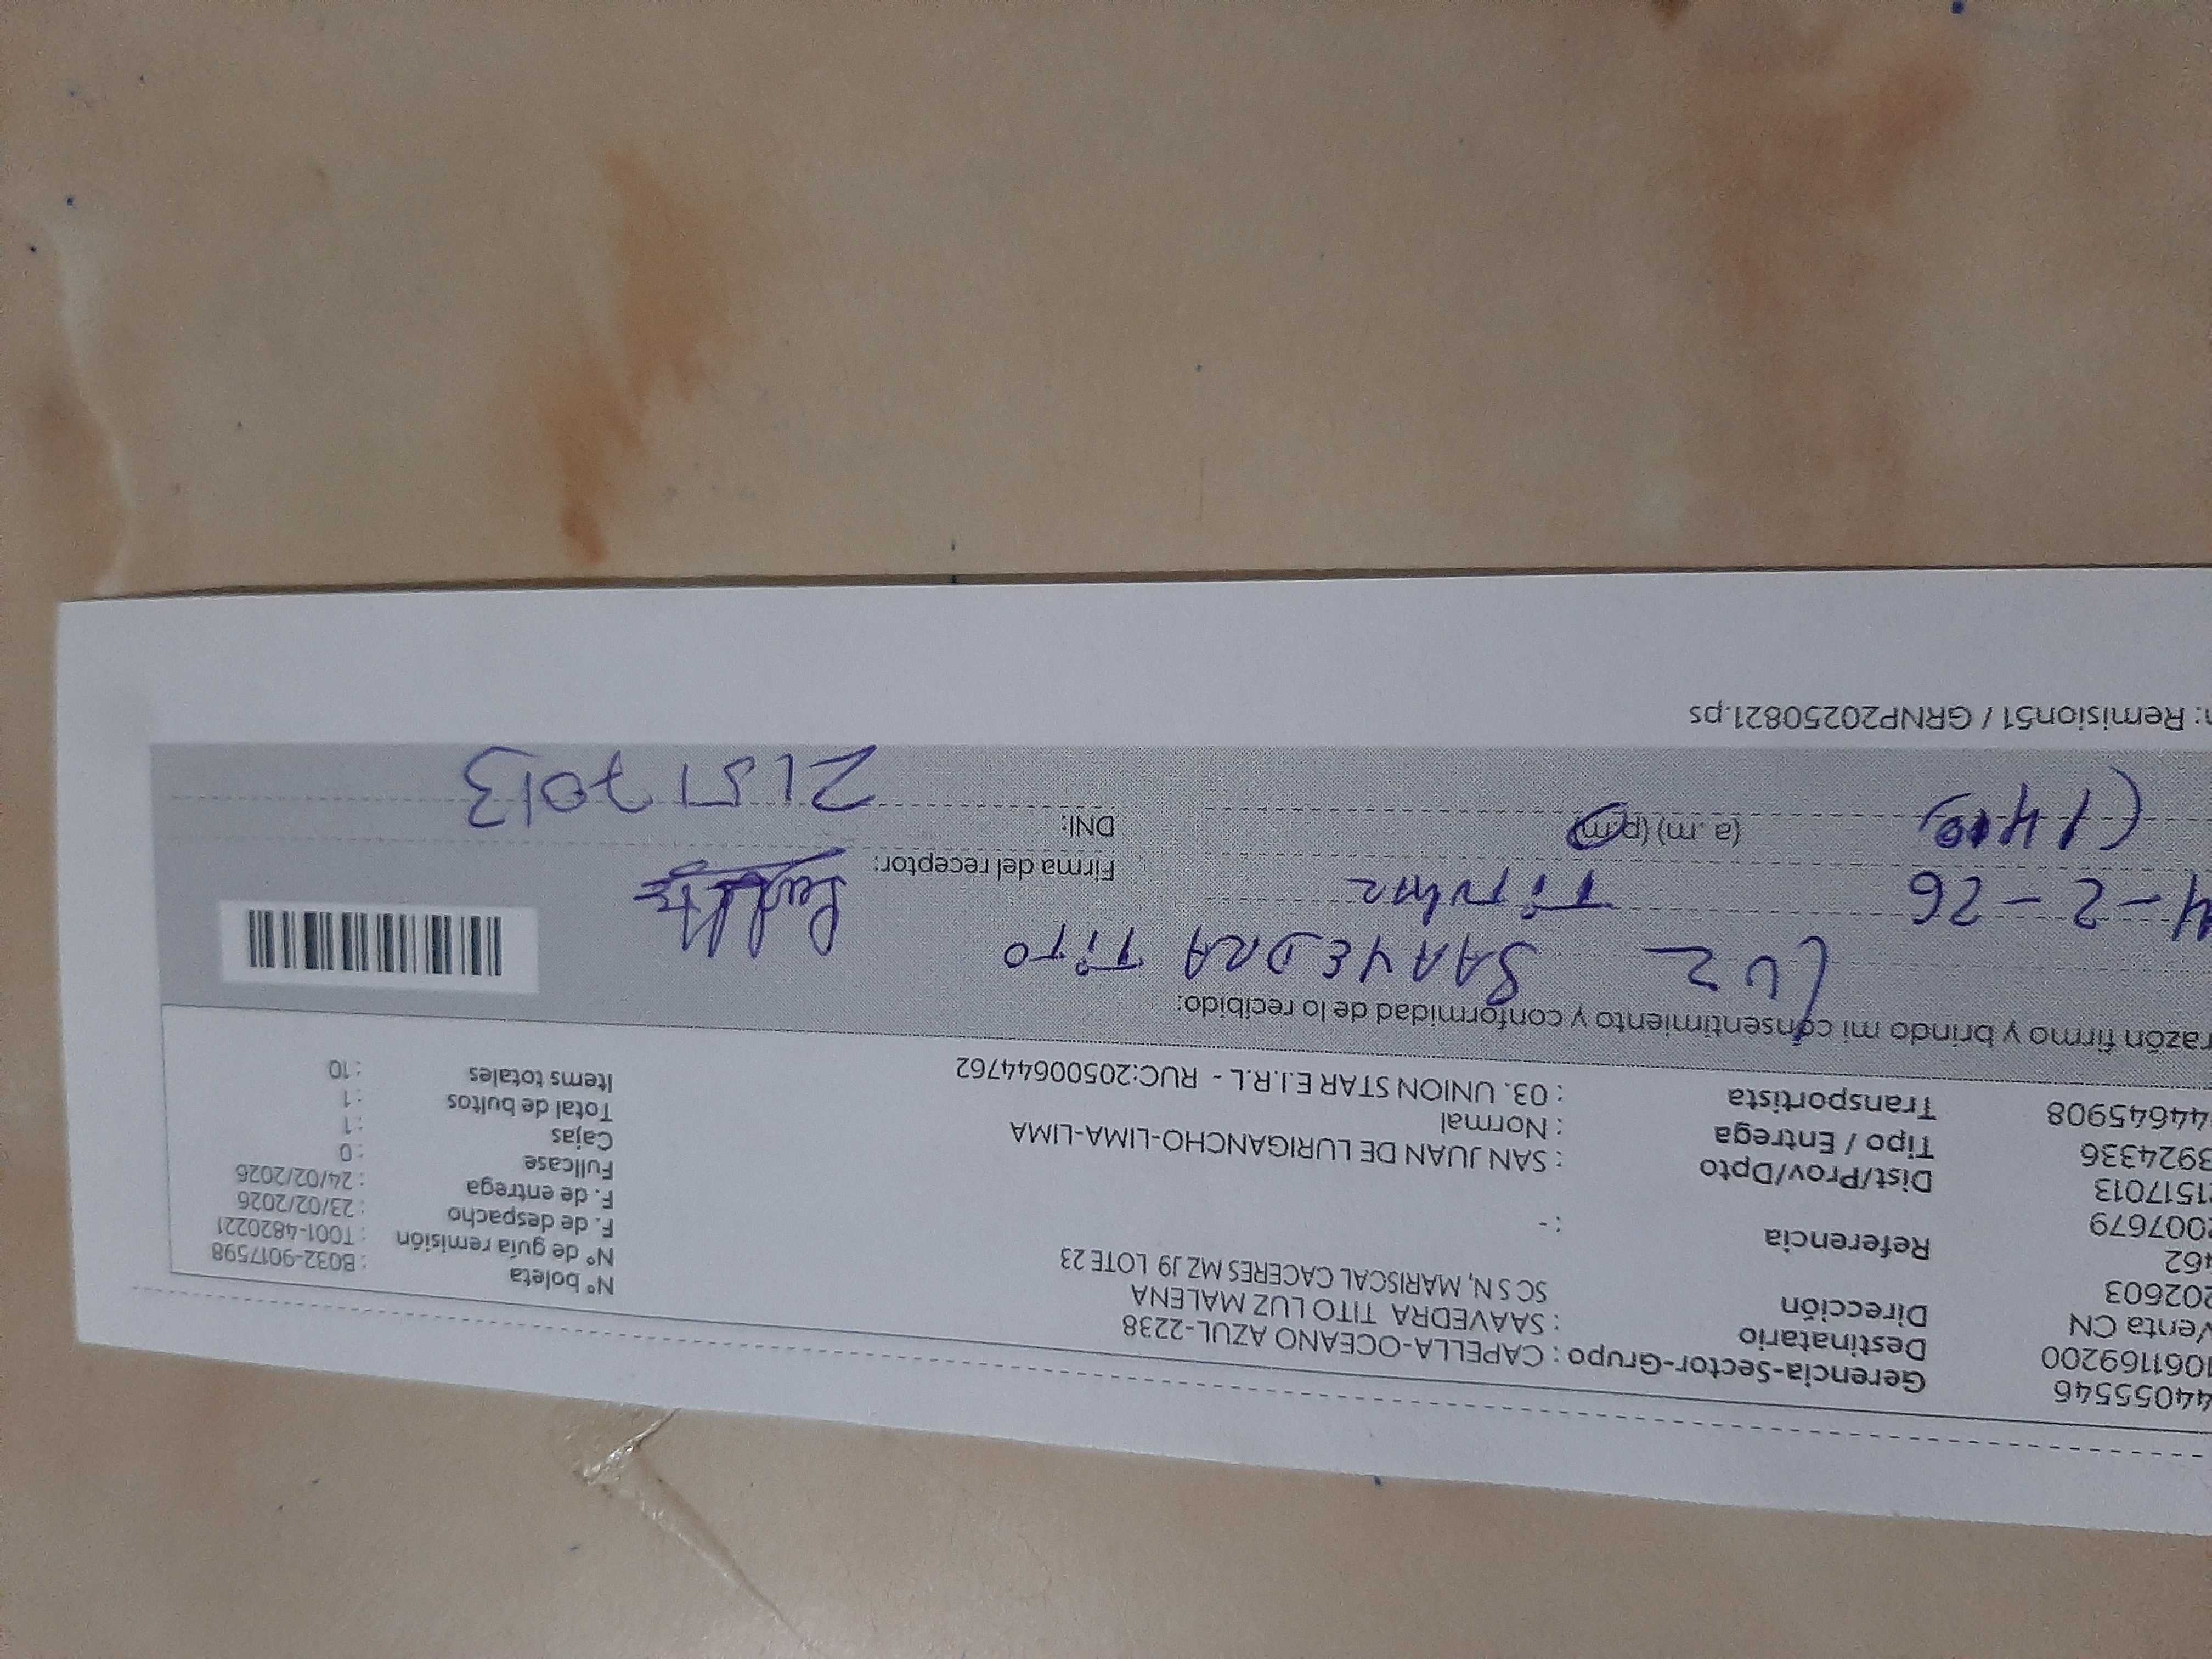 44055546 Gerencia-Sector-Grupo : CAPELLA-OCEANO AZUL-2238
1061169200 Destinatario : SAAVEDRA TITO LUZ MALENA
Venta CN Dirección SC S N, MARISCAL CACERES MZ J9 LOTE 23
202603
462 Referencia : -
2007679
21517013 Dist/Prov/Dpto : SAN JUAN DE LURIGANCHO-LIMA-LIMA
3924336 Tipo / Entrega : Normal
44645908 Transportista : 03. UNION STAR E.I.R.L - RUC:20500644762
N° boleta : B032-9017598
N° de guía remisión : T001-4820221
F. de despacho : 23/02/2026
F. de entrega : 24/02/2026
Fullcase : 0
Cajas : 1
Total de bultos : 1
Items totales : 10
razón firmo y brindo mi consentimiento y conformidad de lo recibido:
LUZ SAAVEDRA TITO
4-2-26 Titular
Firma del receptor:
(a.m) (p.m)
DNI: 21517013
: Remision51 / GRNP20250821.ps